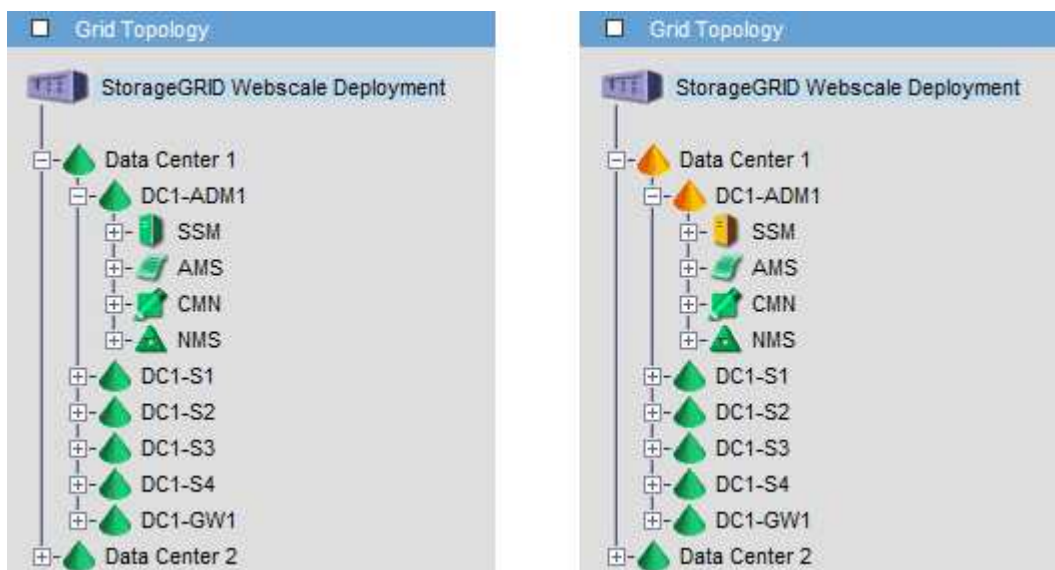 Grid Topology
StorageGRID Webscale Deployment
Data Center 1
DC1-ADM1
SSM
AMS
CMN
NMS
DC1-S1
DC1-S2
DC1-S3
DC1-S4
DC1-GW1
Data Center 2
Grid Topology
StorageGRID Webscale Deployment
Data Center 1
DC1-ADM1
SSM
AMS
CMN
NMS
DC1-S1
DC1-S2
DC1-S3
DC1-S4
DC1-GW1
Data Center 2